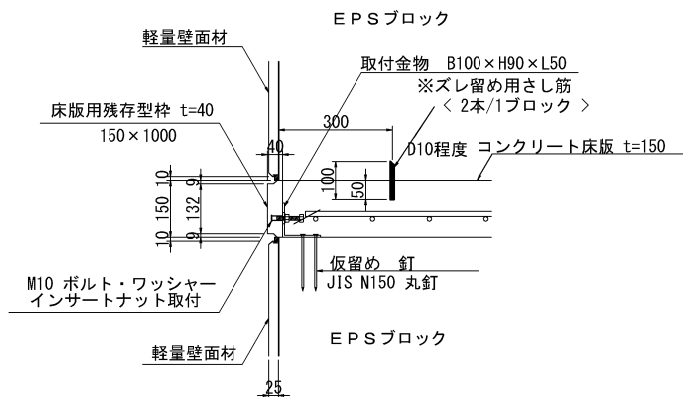 EPSブロック
軽量壁面材
取付金物 B100×H90×L50
※ズレ留め用さし筋
< 2本/1ブロック >
床版用残存型枠 t=40
150×1000
300
40
D10程度
コンクリート床版 t=150
100
50
10
9
150
132
10
9
仮留め 釘
JIS N150 丸釘
M10 ボルト・ワッシャー
インサートナット取付
EPSブロック
軽量壁面材
25